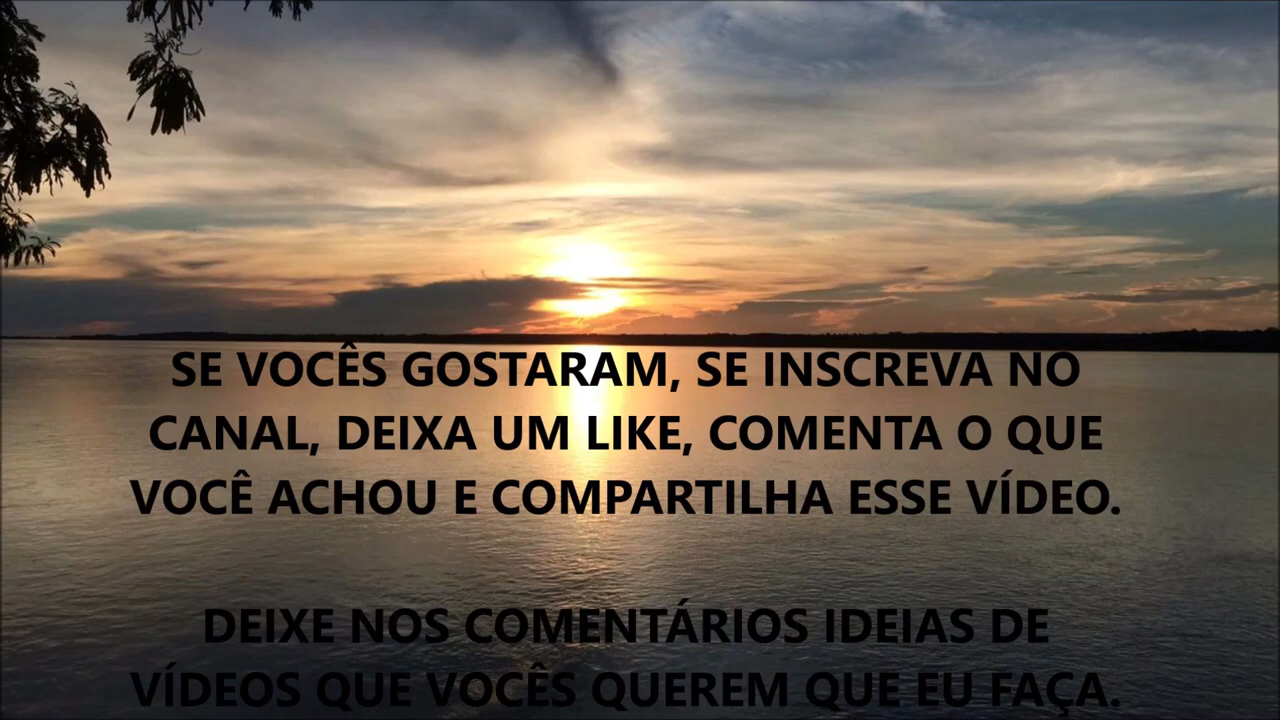 SE VOCÊS GOSTARAM, SE INSCREVA NO
CANAL, DEIXA UM LIKE, COMENTA O QUE
VOCÊ ACHOU E COMPARTILHA ESSE VÍDEO.
DEIXE NOS COMENTÁRIOS IDEIAS DE
VÍDEOS QUE VOCÊS QUEREM QUE EU FAÇA.